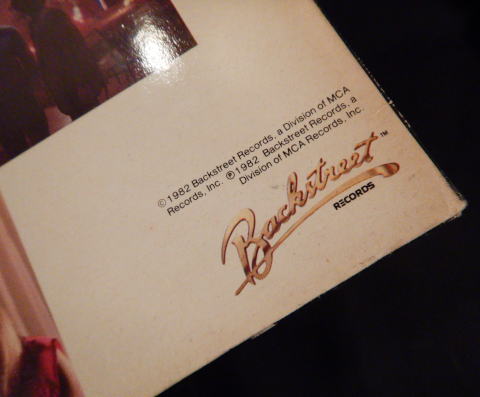 ©1982 Backstreet Records, a Division of MCA
Records, Inc. ℗1982 Backstreet Records, a
Division of MCA Records, Inc.
Backstreet™
RECORDS